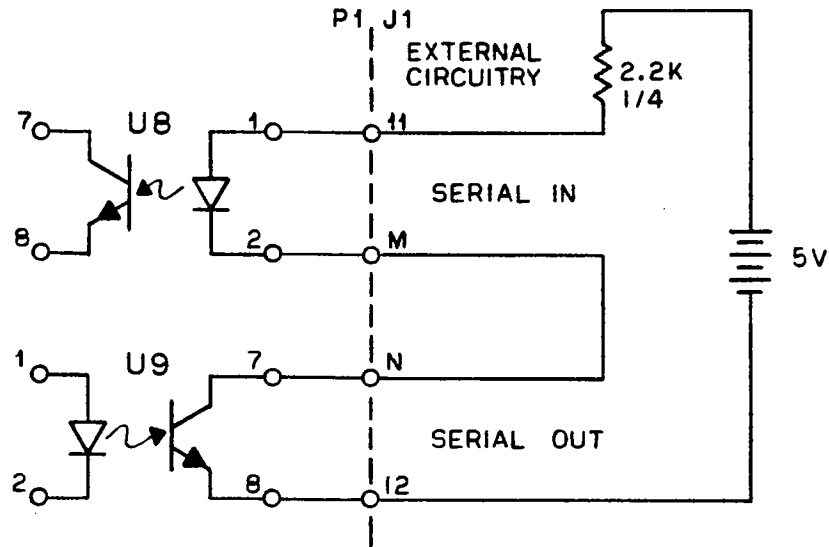 P1 J1
EXTERNAL
CIRCUITRY
2.2K
1/4
7
U8
1
11
SERIAL IN
8
2
M
5V
1
U9
7
N
SERIAL OUT
2
8
12